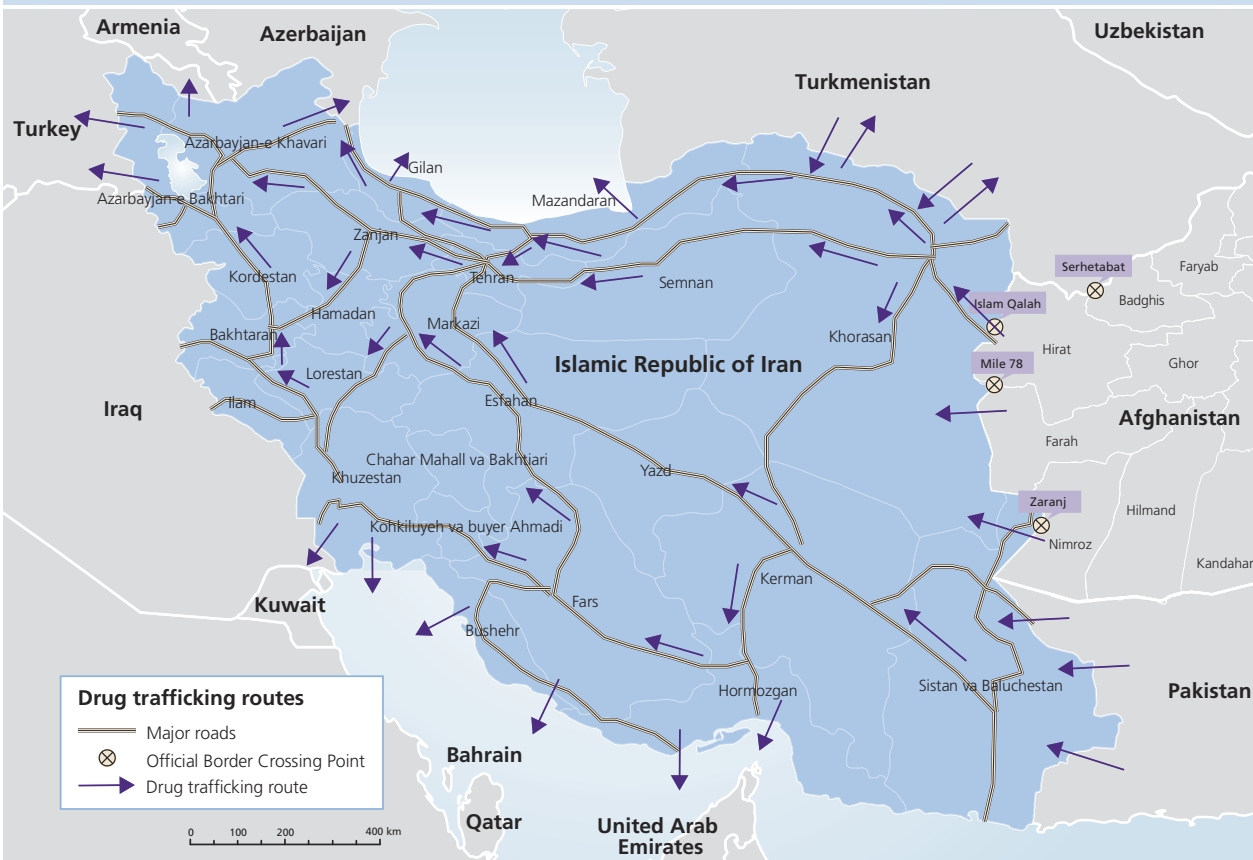 Armenia
Azerbaijan
Uzbekistan
Turkmenistan
Turkey
Azarbayjan-e Khavari
Gilan
Azarbayjan-e Bakhtari
Mazandaran
Zanjan
Kordestan
Tehran
Semnan
Serhetabat
Faryab
Badghis
Islam Qalah
Hamadan
Markazi
Bakhtaran
Khorasan
Hirat
Islamic Republic of Iran
Mile 78
Ghor
Lorestan
Iraq
Ilam
Esfahan
Afghanistan
Farah
Chahar Mahall va Bakhtiari
Yazd
Khuzestan
Zaranj
Hilmand
Kohkiluyeh va buyer Ahmadi
Nimroz
Kandahar
Kerman
Kuwait
Fars
Bushehr
Sistan va Baluchestan
Hormozgan
Pakistan
Drug trafficking routes
Major roads
Official Border Crossing Point
Drug trafficking route
Bahrain
Qatar
United Arab
Emirates
0 100 200 400 km